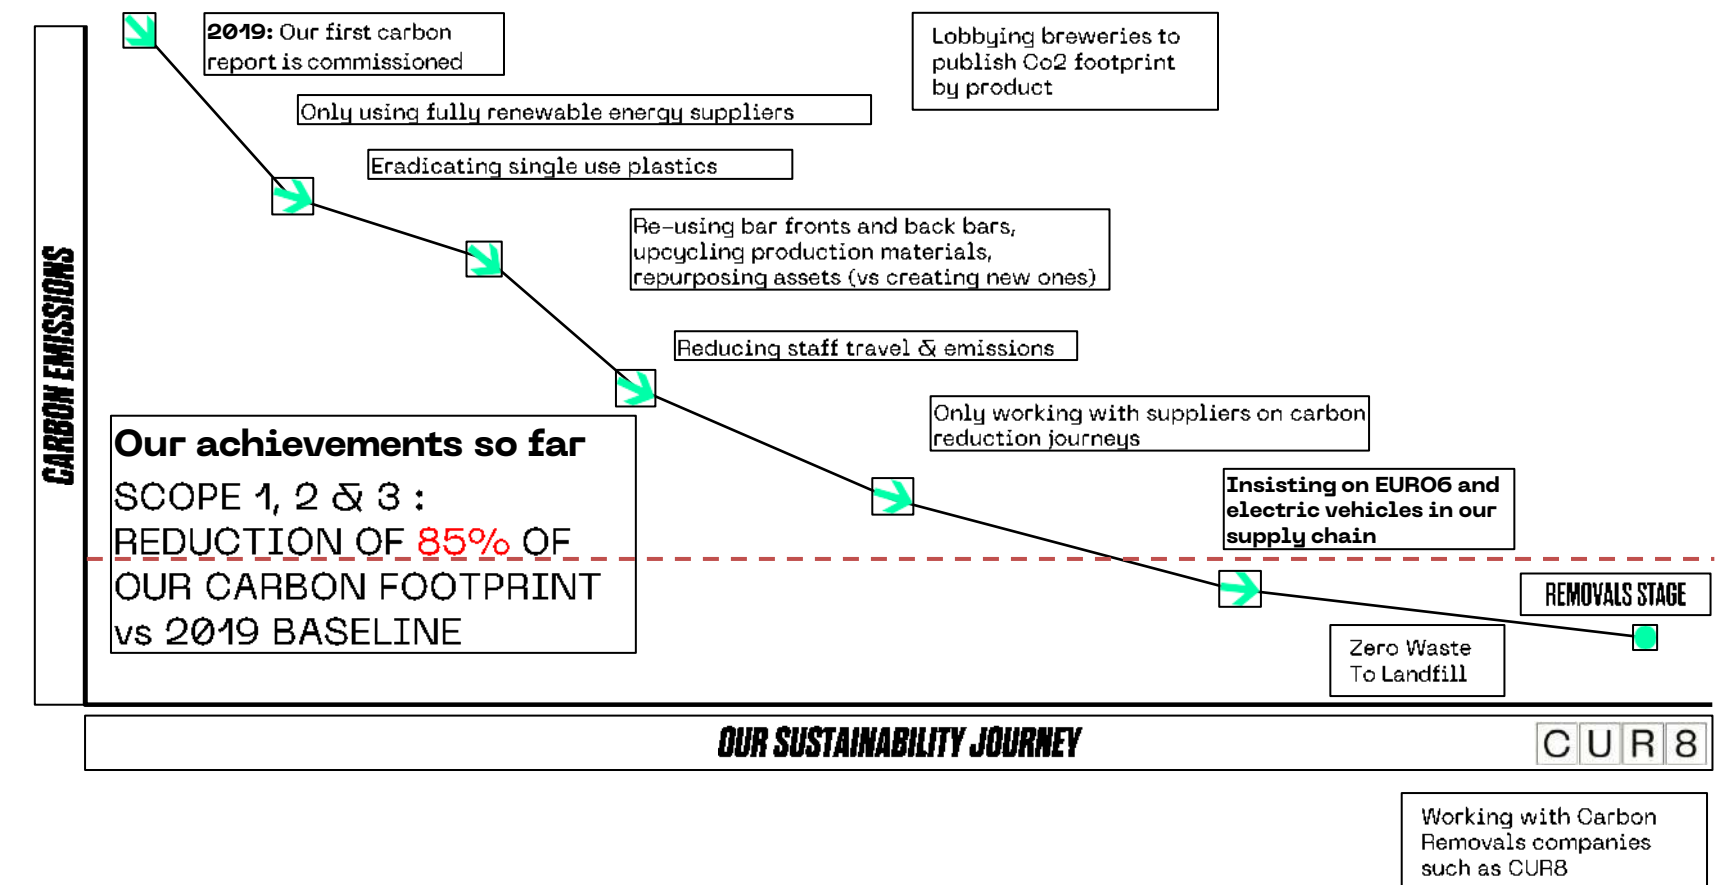 2019: Our first carbon
report is commissioned
Lobbying breweries to
publish Co2 footprint
by product
Only using fully renewable energy suppliers
Eradicating single use plastics
Re-using bar fronts and back bars,
upcycling production materials,
repurposing assets (vs creating new ones)
Reducing staff travel & emissions
Only working with suppliers on carbon
reduction journeys
Insisting on EURO6 and
electric vehicles in our
supply chain
CARBON EMISSIONS
Our achievements so far
SCOPE 1, 2 & 3 :
REDUCTION OF 85% OF
OUR CARBON FOOTPRINT
vs 2019 BASELINE
REMOVALS STAGE
Zero Waste
To Landfill
OUR SUSTAINABILITY JOURNEY
CUR8
Working with Carbon
Removals companies
such as CUR8